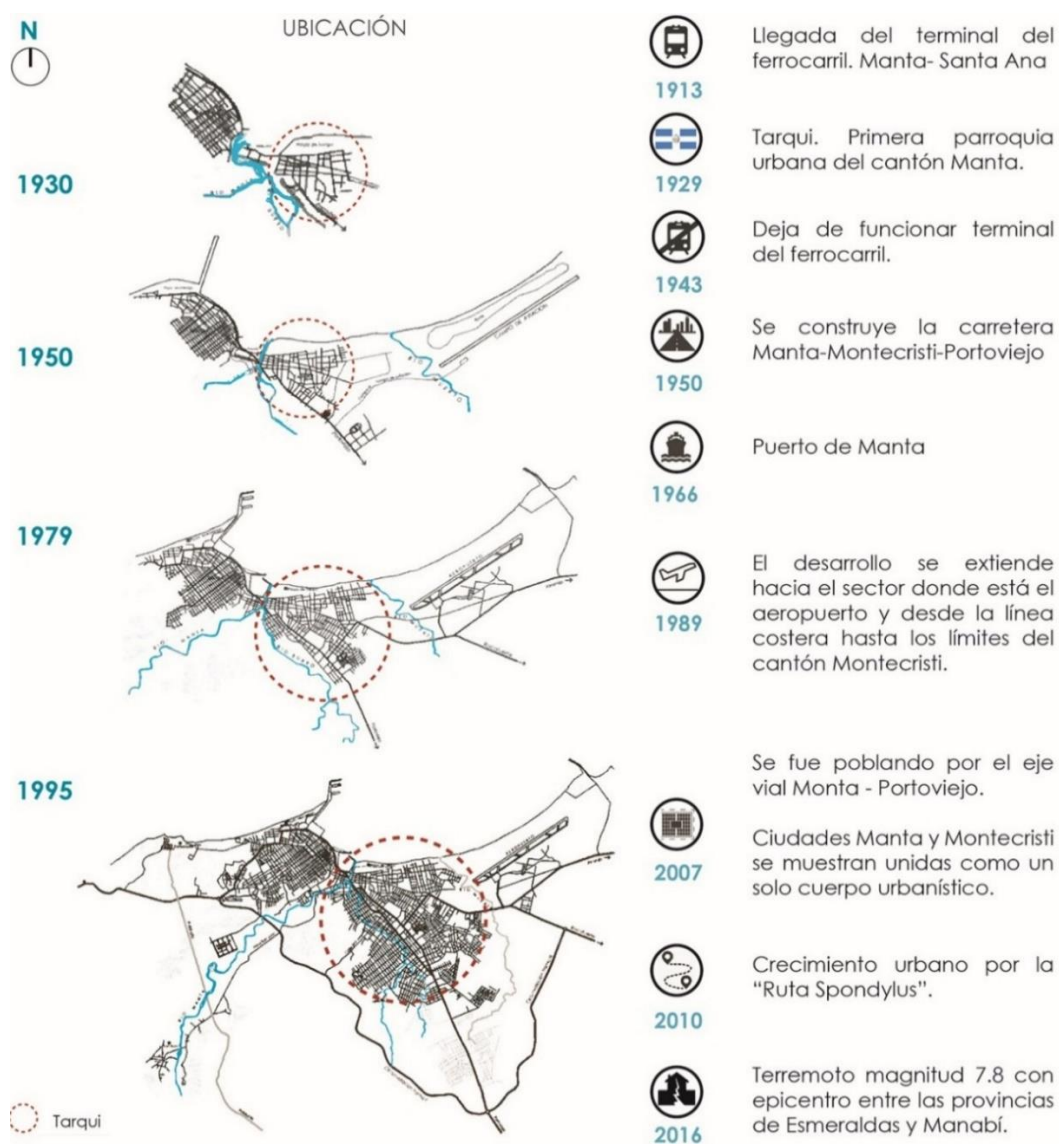 UBICACIÓN
N
1930
1950
1979
1995
Tarqui
1913
Llegada del terminal del
ferrocarril. Manta- Santa Ana
1929
Tarqui. Primera parroquia
urbana del cantón Manta.
1943
Deja de funcionar terminal
del ferrocarril.
1950
Se construye la carretera
Manta-Montecristi-Portoviejo
1966
Puerto de Manta
1989
El desarrollo se extiende
hacia el sector donde está el
aeropuerto y desde la línea
costera hasta los límites del
cantón Montecristi.
2007
Se fue poblando por el eje
vial Monta - Portoviejo.
Ciudades Manta y Montecristi
se muestran unidas como un
solo cuerpo urbanístico.
2010
Crecimiento urbano por la
“Ruta Spondylus”.
2016
Terremoto magnitud 7.8 con
epicentro entre las provincias
de Esmeraldas y Manabí.